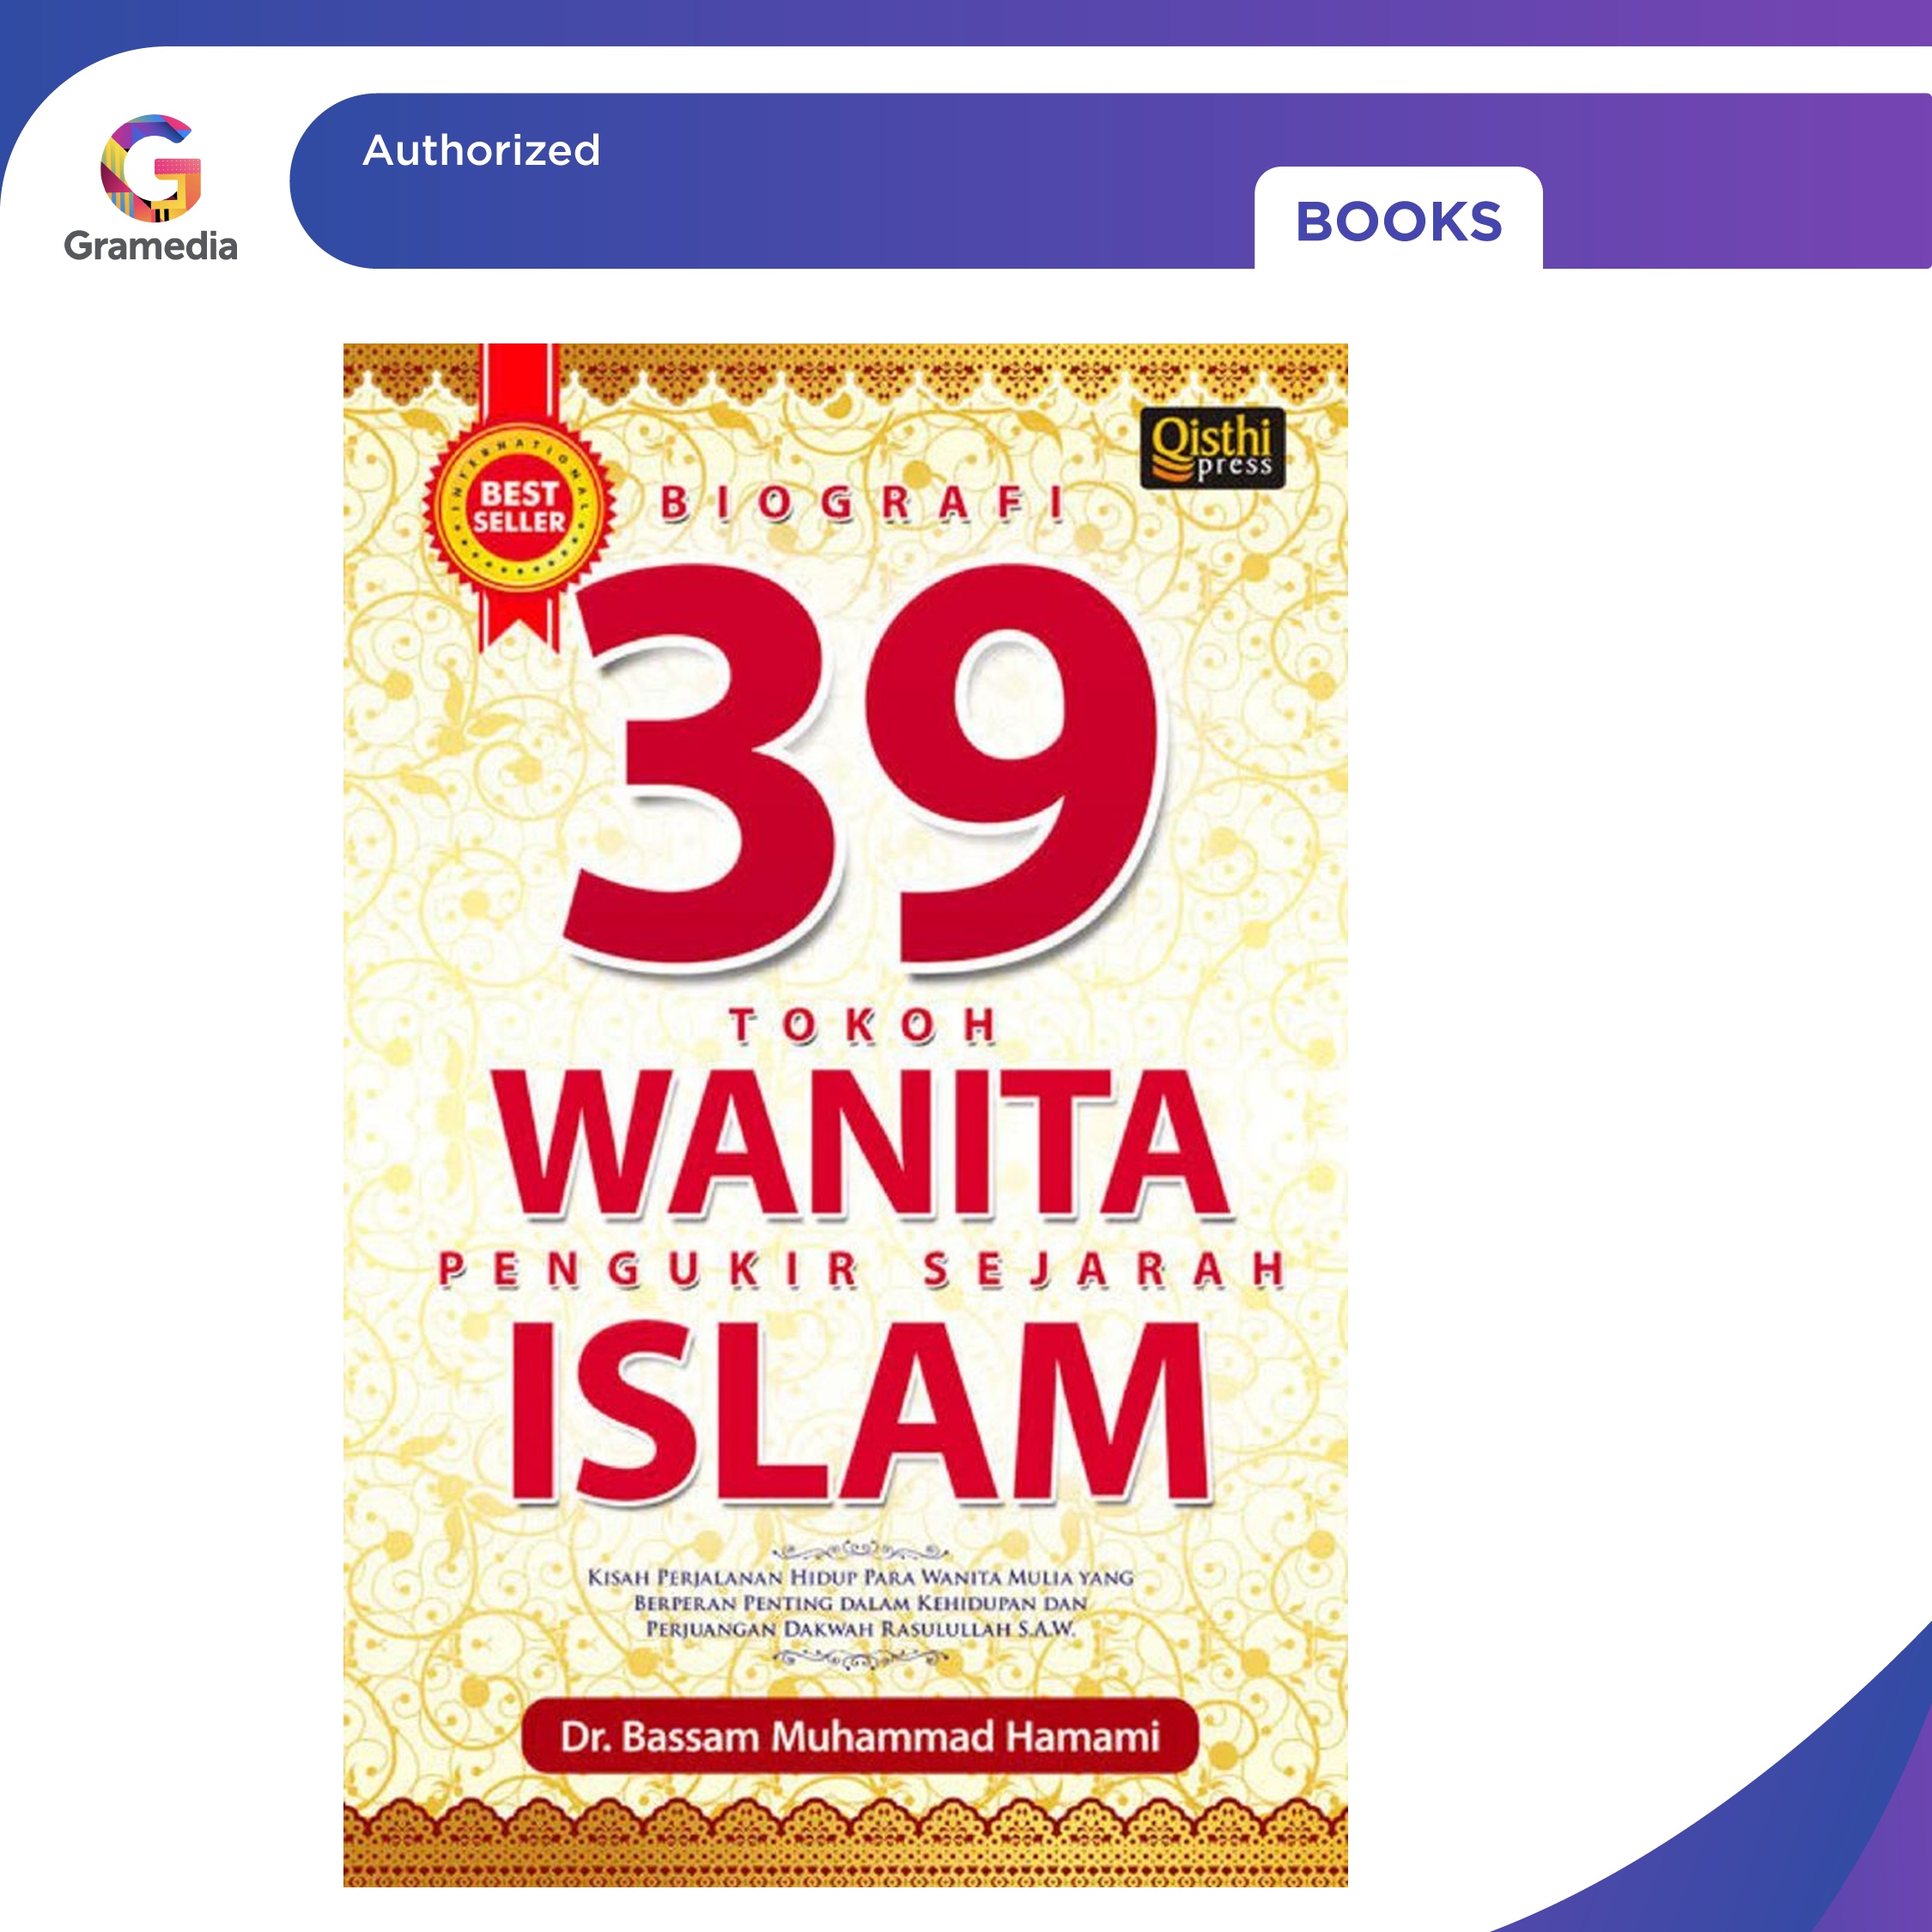 Authorized
Gramedia
BOOKS
Qisthi
press
INTERNATIONAL
BEST
SELLER
BIOGRAFI
39
TOKOH
WANITA
PENGUKIR SEJARAH
ISLAM
KISAH PERJALANAN HIDUP PARA WANITA MULIA YANG
BERPERAN PENTING DALAM KEHIDUPAN DAN
PERJUANGAN DAKWAH RASULULLAH S.A.W.
Dr. Bassam Muhammad Hamami